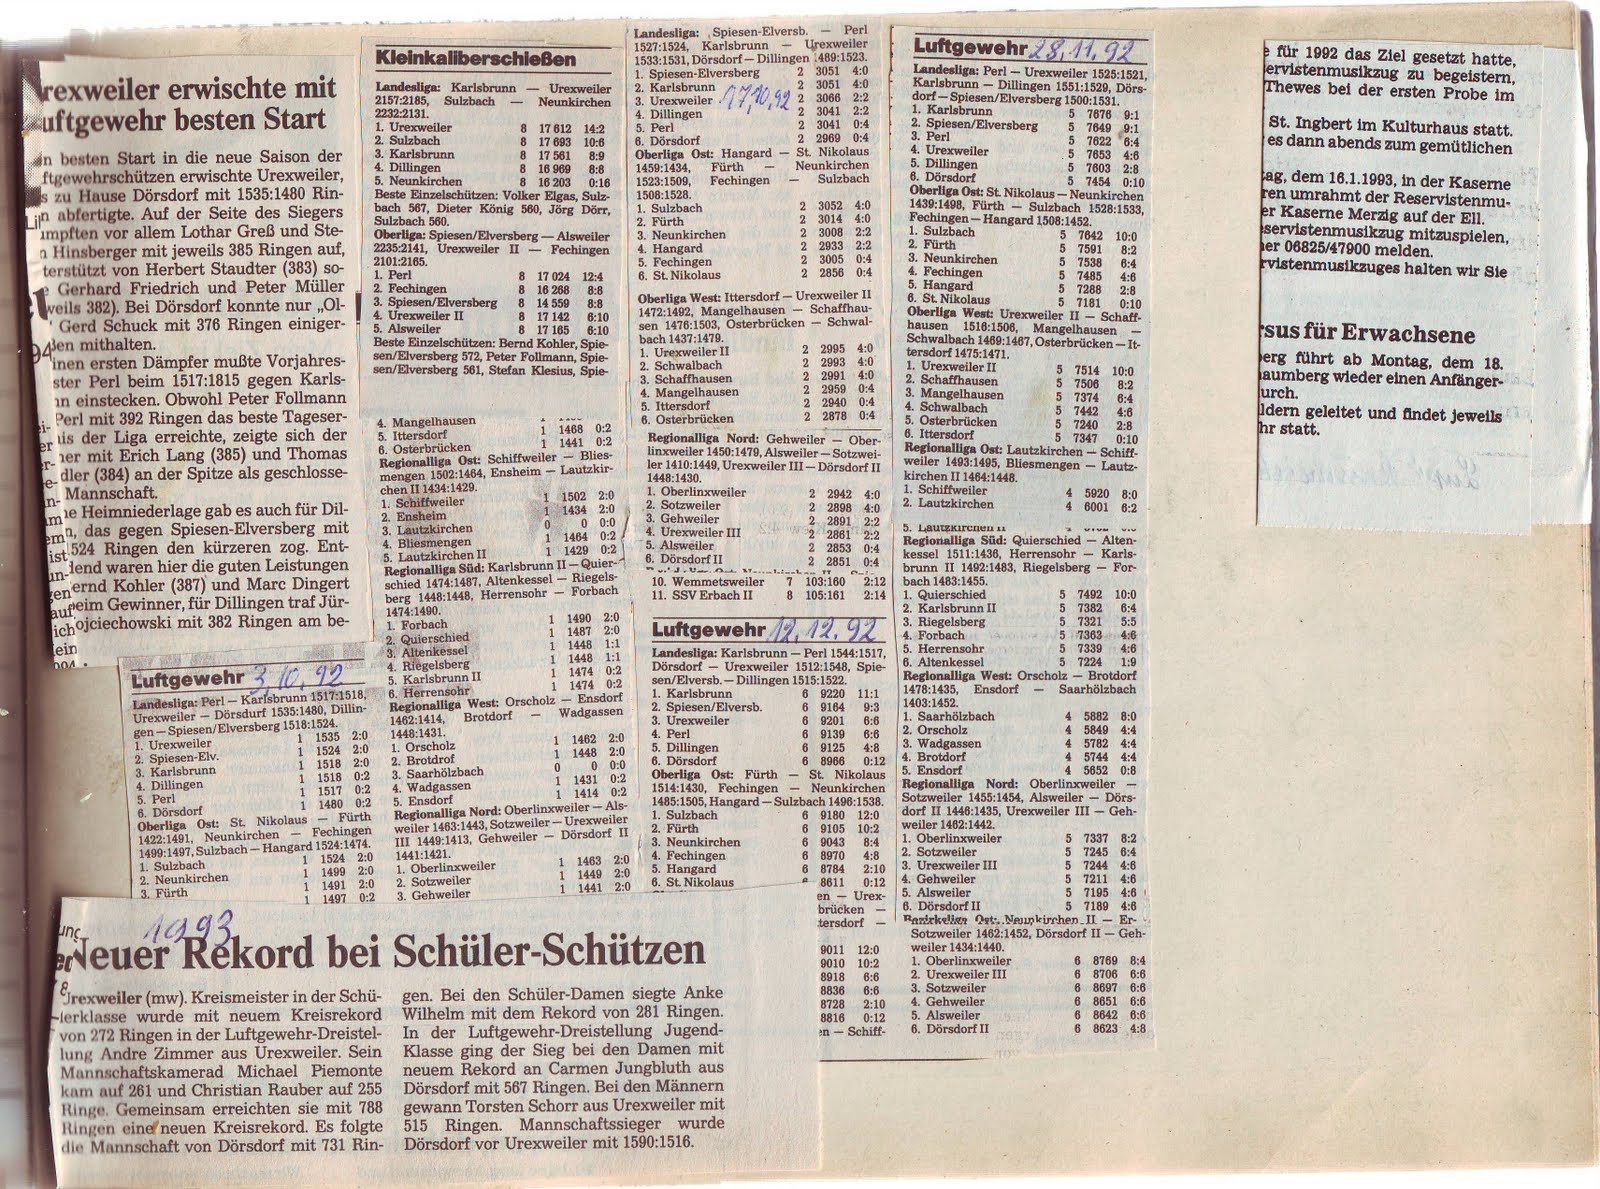 rexweiler erwischte mit
uftgewehr besten Start
n besten Start in die neue Saison der
ftgewehrschützen erwischte Urexweiler,
s zu Hause Dörsdorf mit 1535:1480 Rin-
n abfertigte. Auf der Seite des Siegers
mpften vor allem Lothar Greß und Ste-
n Hinsberger mit jeweils 385 Ringen auf,
terstützt von Herbert Staudter (383) so-
e Gerhard Friedrich und Peter Müller
weils 382). Bei Dörsdorf konnte nur „Ol-
" Gerd Schuck mit 376 Ringen einiger-
en mithalten.
inen ersten Dämpfer mußte Vorjahres-
ster Perl beim 1517:1815 gegen Karls-
nn einstecken. Obwohl Peter Follmann
Perl mit 392 Ringen das beste Tageser-
is der Liga erreichte, zeigte sich der
ner mit Erich Lang (385) und Thomas
dler (384) an der Spitze als geschlosse-
Mannschaft.
ne Heimniederlage gab es auch für Dil-
n, das gegen Spiesen-Elversberg mit
524 Ringen den kürzeren zog. Ent-
dend waren hier die guten Leistungen
ernd Kohler (387) und Marc Dingert
beim Gewinner, für Dillingen traf Jür-
ojciechowski mit 382 Ringen am be-
Luftgewehr 3,10,92
Landesliga: Perl – Karlsbrunn 1517:1518,
Urexweiler – Dörsdurf 1535:1480, Dillin-
gen – Spiesen/Elversberg 1518:1524.
1. Urexweiler 1 1535 2:0
2. Spiesen-Elv. 1 1524 2:0
3. Karlsbrunn 1 1518 2:0
4. Dillingen 1 1518 0:2
5. Perl 1 1517 0:2
6. Dörsdorf 1 1480 0:2
Oberliga Ost: St. Nikolaus – Fürth
1422:1491, Neunkirchen – Fechingen
1499:1497, Sulzbach – Hangard 1524:1474.
1. Sulzbach 1 1524 2:0
2. Neunkirchen 1 1499 2:0
3. Fürth 1 1491 2:0
1 1497 0:2
Kleinkaliberschießen
Landesliga: Karlsbrunn – Urexweiler
2157:2185, Sulzbach – Neunkirchen
2232:2131.
1. Urexweiler 8 17 612 14:2
2. Sulzbach 8 17 693 10:6
3. Karlsbrunn 8 17 561 8:9
4. Dillingen 8 16 969 8:8
5. Neunkirchen 8 16 203 0:16
Beste Einzelschützen: Volker Elgas, Sulz-
bach 567, Dieter König 560, Jörg Dörr,
Sulzbach 560.
Oberliga: Spiesen/Elversberg – Alsweiler
2235:2141, Urexweiler II – Fechingen
2101:2165.
1. Perl 8 17 024 12:4
2. Fechingen 8 16 268 8:8
3. Spiesen/Elversberg 8 14 559 8:8
4. Urexweiler II 8 17 142 6:10
5. Alsweiler 8 17 165 6:10
Beste Einzelschützen: Bernd Kohler, Spie-
sen/Elversberg 572, Peter Follmann, Spie-
sen/Elversberg 561, Stefan Klesius, Spie-
4. Mangelhausen
5. Ittersdorf 1 1468 0:2
6. Osterbrücken 1 1441 0:2
Regionalliga Ost: Schiffweiler – Blies-
mengen 1502:1464, Ensheim – Lautzkir-
chen II 1434:1429.
1. Schiffweiler 1 1502 2:0
2. Ensheim 1 1434 2:0
3. Lautzkirchen 0 0 0:0
4. Bliesmengen 1 1464 0:2
5. Lautzkirchen II 1 1429 0:2
Regionalliga Süd: Karlsbrunn II – Quier-
schied 1474:1487, Altenkessel – Riegels-
berg 1448:1448, Herrensohr – Forbach
1474:1490.
1. Forbach 1 1490 2:0
2. Quierschied 1 1487 2:0
3. Altenkessel 1 1448 1:1
4. Riegelsberg 1 1448 1:1
5. Karlsbrunn II 1 1474 0:2
6. Herrensohr 1 1474 0:2
Regionalliga West: Orscholz – Ensdorf
1462:1414, Brotdorf – Wadgassen
1448:1431.
1. Orscholz 1 1462 2:0
2. Brotdrof 1 1448 2:0
3. Saarhölzbach 0 0 0:0
4. Wadgassen 1 1431 0:2
5. Ensdorf 1 1414 0:2
Regionalliga Nord: Oberlinxweiler – Als-
weiler 1463:1443, Sotzweiler – Urexweiler
III 1449:1413, Gehweiler – Dörsdorf II
1441:1421.
1. Oberlinxweiler 1 1463 2:0
2. Sotzweiler 1 1449 2:0
3. Gehweiler 1 1441 2:0
Landesliga: Spiesen-Elversb. – Perl
1527:1524, Karlsbrunn – Urexweiler
1533:1531, Dörsdorf – Dillingen 1489:1523.
1. Spiesen-Elversberg 2 3051 4:0
2. Karlsbrunn 2 3051 4:0
3. Urexweiler 2 3066 2:2
17,10,92
4. Dillingen 2 3041 2:2
5. Perl 2 3041 0:4
6. Dörsdorf 2 2969 0:4
Oberliga Ost: Hangard – St. Nikolaus
1459:1434, Fürth – Neunkirchen
1523:1509, Fechingen – Sulzbach
1508:1528.
1. Sulzbach 2 3052 4:0
2. Fürth 2 3014 4:0
3. Neunkirchen 2 3008 2:2
4. Hangard 2 2933 2:2
5. Fechingen 2 3005 0:4
6. St. Nikolaus 2 2856 0:4
Oberliga West: Ittersdorf – Urexweiler II
1472:1492, Mangelhausen – Schaffhau-
sen 1476:1503, Osterbrücken – Schwal-
bach 1437:1479.
1. Urexweiler II 2 2995 4:0
2. Schwalbach 2 2993 4:0
3. Schaffhausen 2 2991 4:0
4. Mangelhausen 2 2959 0:4
5. Ittersdorf 2 2940 0:4
6. Osterbrücken 2 2878 0:4
Regionalliga Nord: Gehweiler – Ober-
linxweiler 1450:1479, Alsweiler – Sotzwei-
ler 1410:1449, Urexweiler III – Dörsdorf II
1448:1430.
1. Oberlinxweiler 2 2942 4:0
2. Sotzweiler 2 2898 4:0
3. Gehweiler 2 2891 2:2
4. Urexweiler III 2 2861 2:2
5. Alsweiler 2 2853 0:4
6. Dörsdorf II 2 2851 0:4
10. Wemmetsweiler 7 103:160 2:12
11. SSV Erbach II 8 105:161 2:14
Luftgewehr 12,12,92
Landesliga: Karlsbrunn – Perl 1544:1517,
Dörsdorf – Urexweiler 1512:1548, Spie-
sen/Elversb. – Dillingen 1515:1522.
1. Karlsbrunn 6 9220 11:1
2. Spiesen/Elversb. 6 9164 9:3
3. Urexweiler 6 9201 6:6
4. Perl 6 9139 6:6
5. Dillingen 6 9125 4:8
6. Dörsdorf 6 8966 0:12
Oberliga Ost: Fürth – St. Nikolaus
1514:1430, Fechingen – Neunkirchen
1485:1505, Hangard – Sulzbach 1496:1538.
1. Sulzbach 6 9180 12:0
2. Fürth 6 9105 10:2
3. Neunkirchen 6 9043 8:4
4. Fechingen 6 8970 4:8
5. Hangard 6 8784 2:10
6. St. Nikolaus 8611 0:12
en – Urex-
brücken –
tersdorf –
9011 12:0
9010 10:2
8918 6:6
8836 6:6
8728 2:10
8816 0:12
n – Schiff-
Luftgewehr 28,11,92
Landesliga: Perl – Urexweiler 1525:1521,
Karlsbrunn – Dillingen 1551:1529, Dörs-
dorf – Spiesen/Elversberg 1500:1531.
1. Karlsbrunn 5 7676 9:1
2. Spiesen/Elversberg 5 7649 9:1
3. Perl 5 7622 6:4
4. Urexweiler 5 7653 4:6
5. Dillingen 5 7603 2:8
6. Dörsdorf 5 7454 0:10
Oberliga Ost: St. Nikolaus – Neunkirchen
1439:1498, Fürth – Sulzbach 1528:1533,
Fechingen – Hangard 1508:1452.
1. Sulzbach 5 7642 10:0
2. Fürth 5 7591 8:2
3. Neunkirchen 5 7538 6:4
4. Fechingen 5 7485 4:6
5. Hangard 5 7288 2:8
6. St. Nikolaus 5 7181 0:10
Oberliga West: Urexweiler II – Schaff-
hausen 1516:1506, Mangelhausen –
Schwalbach 1469:1467, Osterbrücken – It-
tersdorf 1475:1471.
1. Urexweiler II 5 7514 10:0
2. Schaffhausen 5 7506 8:2
3. Mangelhausen 5 7374 6:4
4. Schwalbach 5 7442 4:6
5. Osterbrücken 5 7240 2:8
6. Ittersdorf 5 7347 0:10
Regionalliga Ost: Lautzkirchen – Schiff-
weiler 1493:1495, Bliesmengen – Lautz-
kirchen II 1464:1448.
1. Schiffweiler 4 5920 8:0
2. Lautzkirchen 4 6001 6:2
5. Lautzkirchen II
Regionalliga Süd: Quierschied – Alten-
kessel 1511:1436, Herrensohr – Karls-
brunn II 1492:1483, Riegelsberg – For-
bach 1483:1455.
1. Quierschied 5 7492 10:0
2. Karlsbrunn II 5 7382 6:4
3. Riegelsberg 5 7321 5:5
4. Forbach 5 7363 4:6
5. Herrensohr 5 7339 4:6
6. Altenkessel 5 7224 1:9
Regionalliga West: Orscholz – Brotdorf
1478:1435, Ensdorf – Saarhölzbach
1403:1452.
1. Saarhölzbach 4 5882 8:0
2. Orscholz 4 5849 4:4
3. Wadgassen 4 5782 4:4
4. Brotdorf 4 5744 4:4
5. Ensdorf 4 5652 0:8
Regionalliga Nord: Oberlinxweiler –
Sotzweiler 1455:1454, Alsweiler – Dörs-
dorf II 1446:1435, Urexweiler III – Geh-
weiler 1462:1442.
1. Oberlinxweiler 5 7337 8:2
2. Sotzweiler 5 7245 6:4
3. Urexweiler III 5 7244 4:6
4. Gehweiler 5 7211 4:6
5. Alsweiler 5 7195 4:6
6. Dörsdorf II 5 7189 4:6
Bezirksliga Ost: Neunkirchen II – Er-
Sotzweiler 1462:1452, Dörsdorf II – Geh-
weiler 1434:1440.
1. Oberlinxweiler 6 8769 8:4
2. Urexweiler III 6 8706 6:6
3. Sotzweiler 6 8697 6:6
4. Gehweiler 6 8651 6:6
5. Alsweiler 6 8642 6:6
6. Dörsdorf II 6 8623 4:8
e für 1992 das Ziel gesetzt hatte,
ervistenmusikzug zu begeistern,
Thewes bei der ersten Probe im
St. Ingbert im Kulturhaus statt.
es dann abends zum gemütlichen
tag, dem 16.1.1993, in der Kaserne
ren umrahmt der Reservistenmu-
er Kaserne Merzig auf der Ell.
servistenmusikzug mitzuspielen,
ner 06825/47900 melden.
rvistenmusikzuges halten wir Sie
rsus für Erwachsene
erg führt ab Montag, dem 18.
aumberg wieder einen Anfänger-
urch.
ldern geleitet und findet jeweils
hr statt.
1993
Neuer Rekord bei Schüler-Schützen
Urexweiler (mw). Kreismeister in der Schü-
lerklasse wurde mit neuem Kreisrekord
von 272 Ringen in der Luftgewehr-Dreistel-
lung Andre Zimmer aus Urexweiler. Sein
Mannschaftskamerad Michael Piemonte
kam auf 261 und Christian Rauber auf 255
Ringe. Gemeinsam erreichten sie mit 788
Ringen einen neuen Kreisrekord. Es folgte
die Mannschaft von Dörsdorf mit 731 Rin-
gen. Bei den Schüler-Damen siegte Anke
Wilhelm mit dem Rekord von 281 Ringen.
In der Luftgewehr-Dreistellung Jugend-
Klasse ging der Sieg bei den Damen mit
neuem Rekord an Carmen Jungbluth aus
Dörsdorf mit 567 Ringen. Bei den Männern
gewann Torsten Schorr aus Urexweiler mit
515 Ringen. Mannschaftssieger wurde
Dörsdorf vor Urexweiler mit 1590:1516.